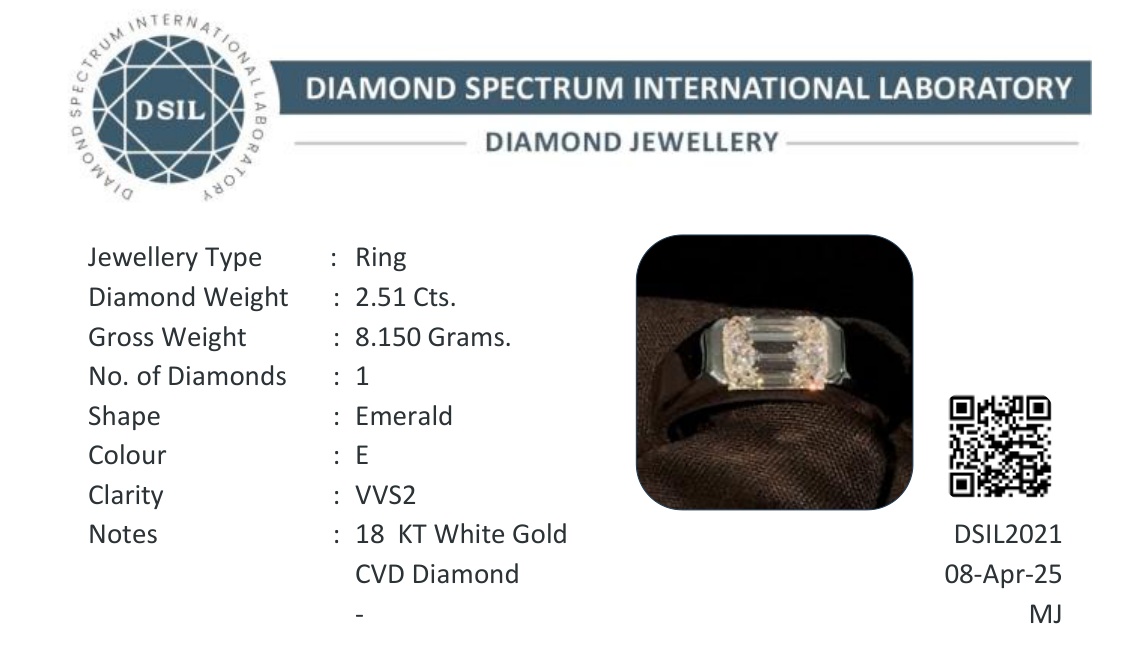 DIAMOND SPECTRUM INTERNATIONAL LABORATORY
DSIL
DIAMOND SPECTRUM INTERNATIONAL LABORATORY
DIAMOND JEWELLERY
Jewellery Type : Ring
Diamond Weight : 2.51 Cts.
Gross Weight : 8.150 Grams.
No. of Diamonds : 1
Shape : Emerald
Colour : E
Clarity : VVS2
Notes : 18 KT White Gold
CVD Diamond
-
DSIL2021
08-Apr-25
MJ